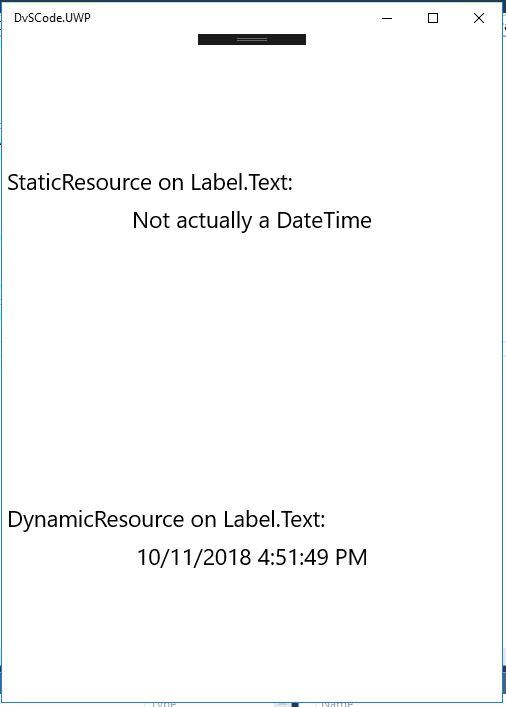 DvSCode.UWP
StaticResource on Label.Text:
Not actually a DateTime
DynamicResource on Label.Text:
10/11/2018 4:51:49 PM
Name